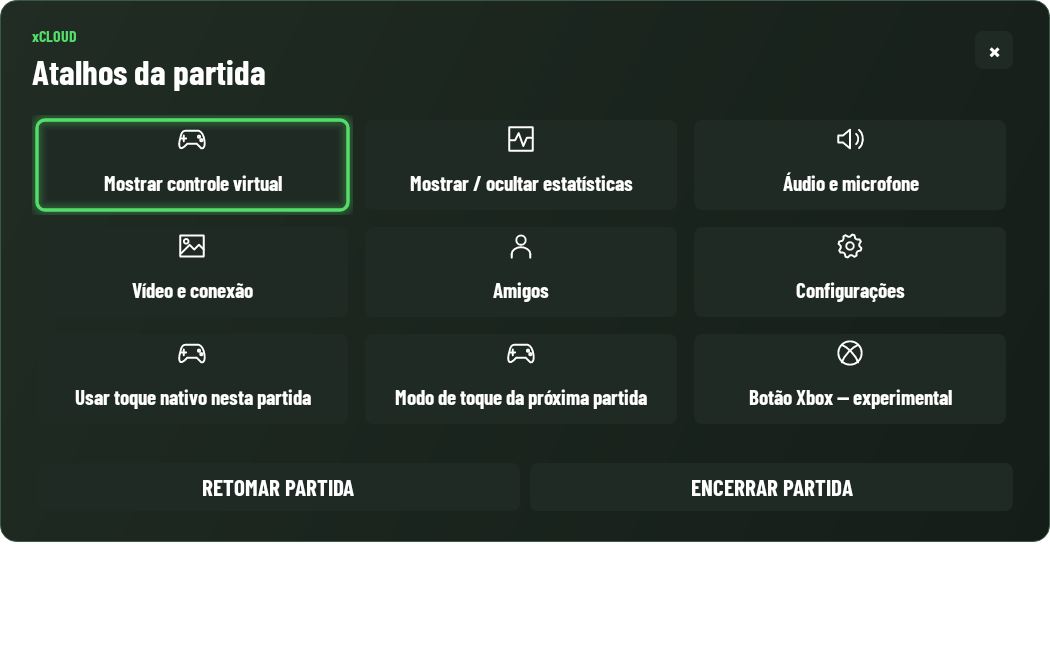 xCLOUD
Atalhos da partida
×
Mostrar controle virtual
Mostrar / ocultar estatísticas
Áudio e microfone
Vídeo e conexão
Amigos
Configurações
Usar toque nativo nesta partida
Modo de toque da próxima partida
Botão Xbox — experimental
RETOMAR PARTIDA
ENCERRAR PARTIDA